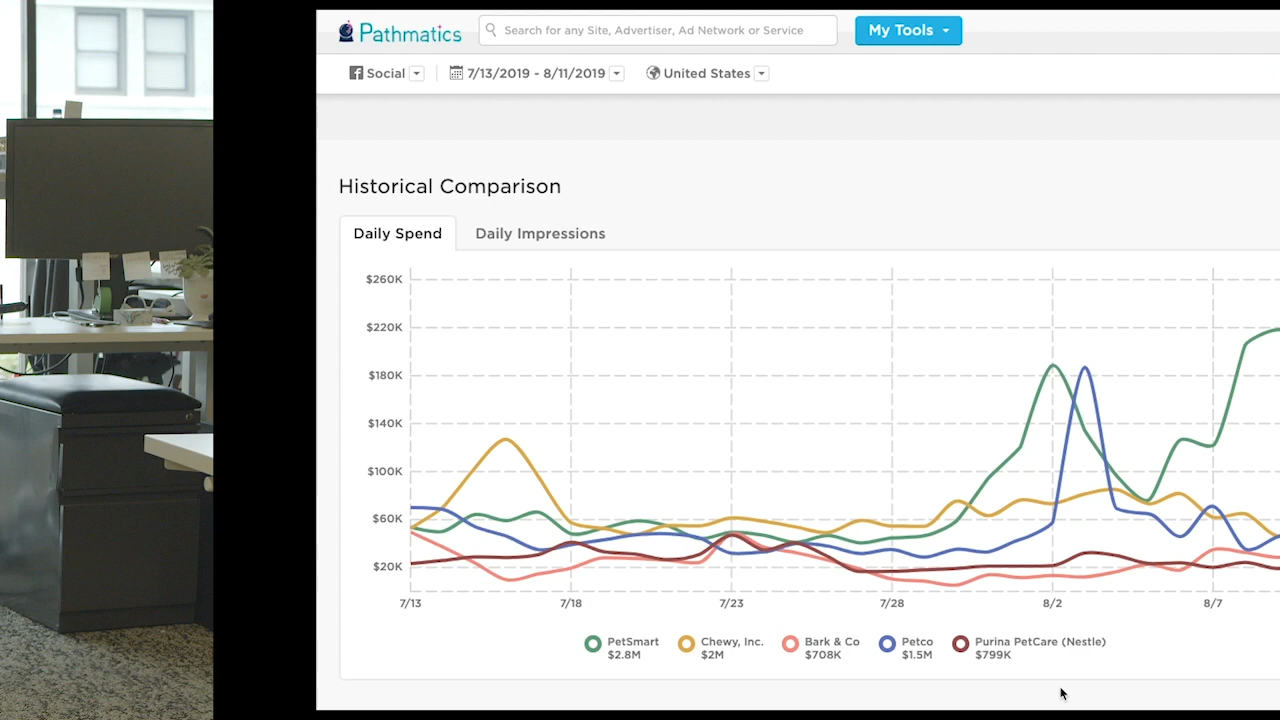 Pathmatics
Search for any Site, Advertiser, Ad Network or Service
My Tools
Social
7/13/2019 - 8/11/2019
United States
Historical Comparison
Daily Spend
Daily Impressions
$260K
$220K
$180K
$140K
$100K
$60K
$20K
7/13
7/18
7/23
7/28
8/2
8/7
PetSmart
$2.8M
Chewy, Inc.
$2M
Bark & Co
$708K
Petco
$1.5M
Purina PetCare (Nestle)
$799K